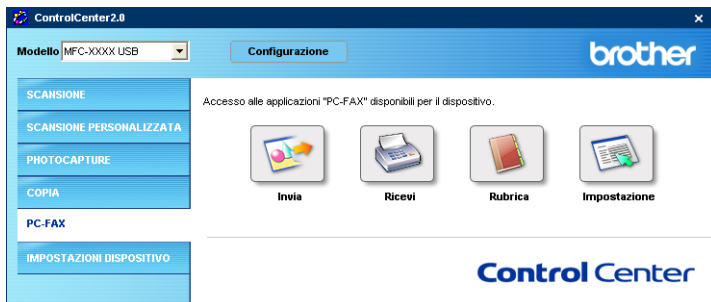 ControlCenter2.0
Modello MFC-XXXX USB Configurazione brother
SCANSIONE
Accesso alle applicazioni "PC-FAX" disponibili per il dispositivo.
SCANSIONE PERSONALIZZATA
PHOTOCAPTURE
COPIA
Invia Ricevi Rubrica Impostazione
PC-FAX
IMPOSTAZIONI DISPOSITIVO
Control Center